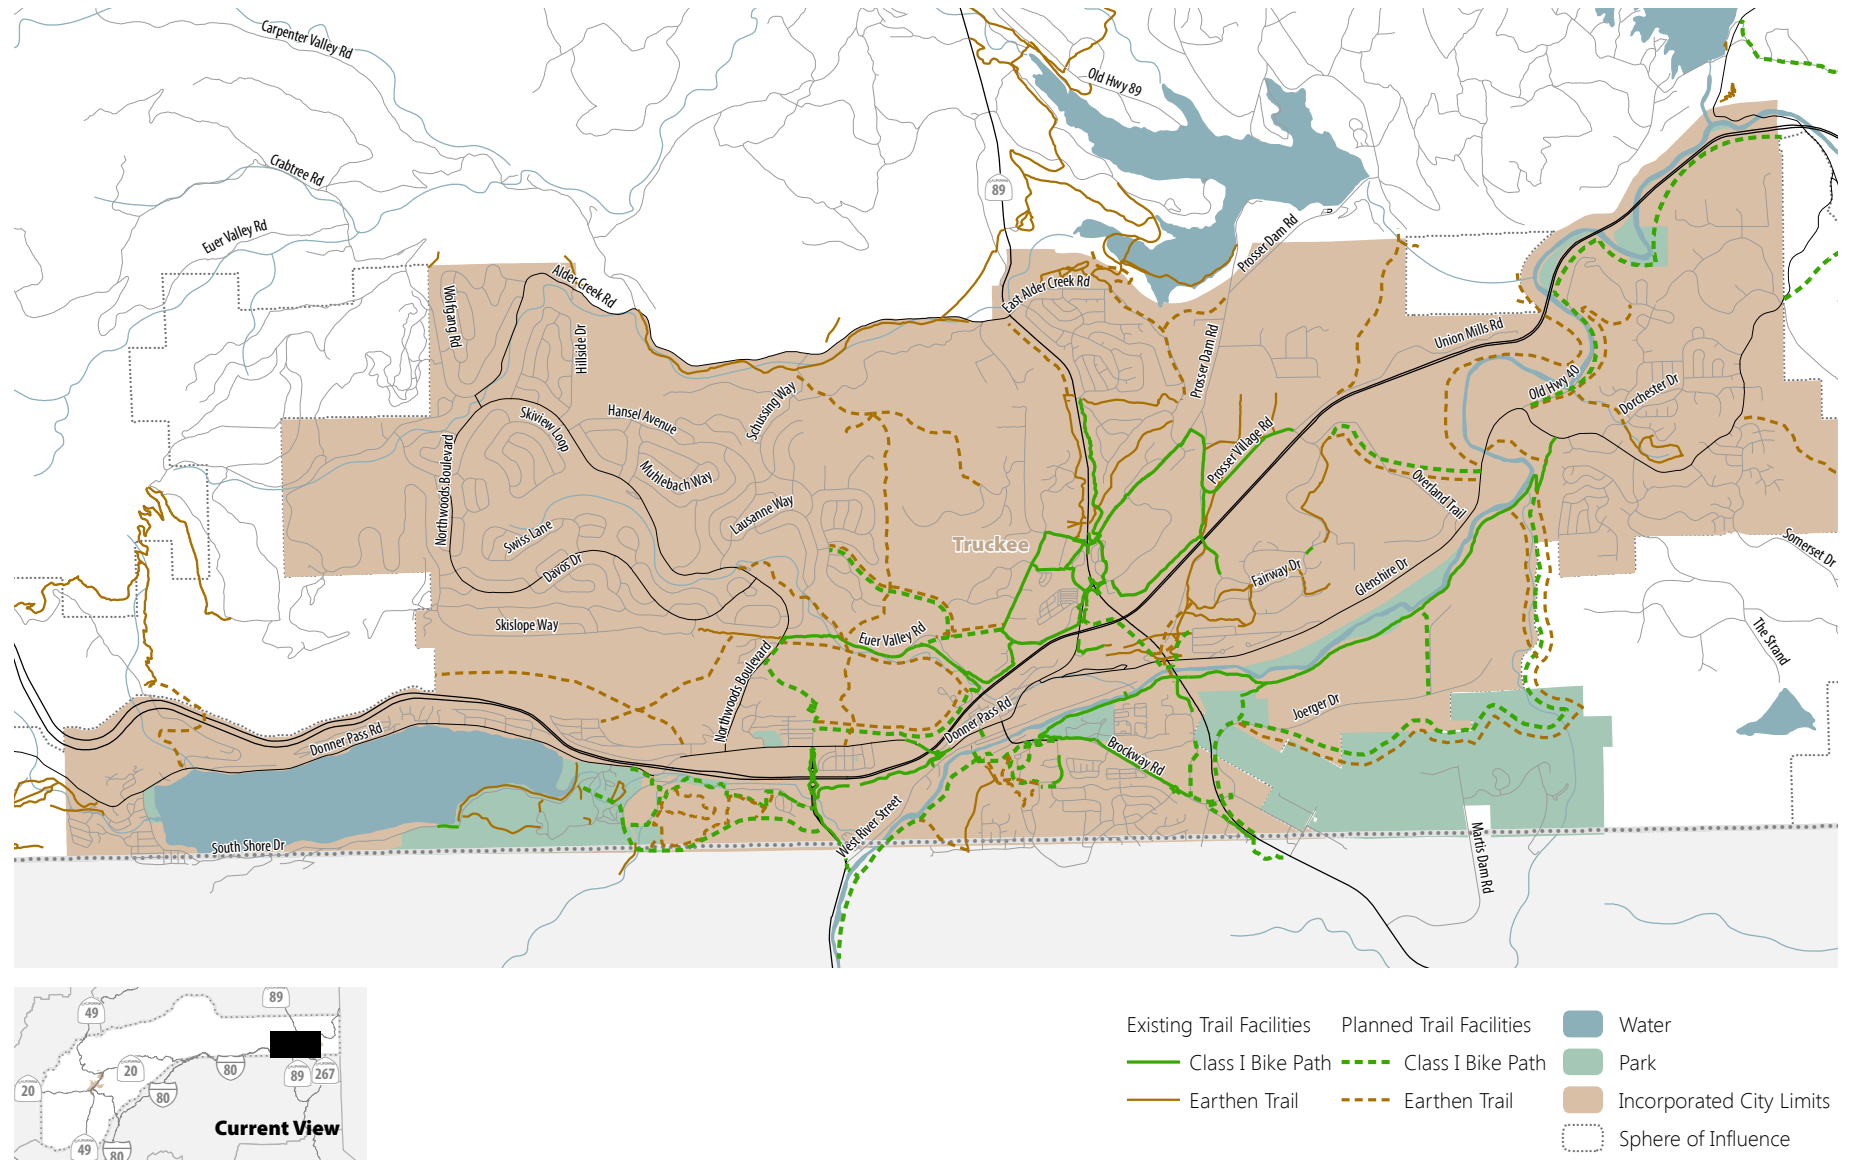 Carpenter Valley Rd
Old Hwy 89
Crabtree Rd
CALIFORNIA
89
Euer Valley Rd
Prosser Dam Rd
Alder Creek Rd
East Alder Creek Rd
Wolfgang Rd
Hillside Dr
Union Mills Rd
Prosser Dam Rd
Old Hwy 40
Dorchester Dr
Schussing Way
Hansel Avenue
Skiview Loop
Prosser Village Rd
Northwoods Boulevard
Muhlebach Way
Overland Trail
Lausanne Way
Swiss Lane
Truckee
Somerset Dr
Davos Dr
Fairway Dr
Glenshire Dr
Skislope Way
Euer Valley Rd
The Strand
Northwoods Boulevard
Joerger Dr
Donner Pass Rd
Donner Pass Rd
Brockway Rd
West River Street
South Shore Dr
Martis Dam Rd
89
49
20
80
89
267
20
80
49
80
Current View
Existing Trail Facilities
Class I Bike Path
Earthen Trail
Planned Trail Facilities
Class I Bike Path
Earthen Trail
Water
Park
Incorporated City Limits
Sphere of Influence